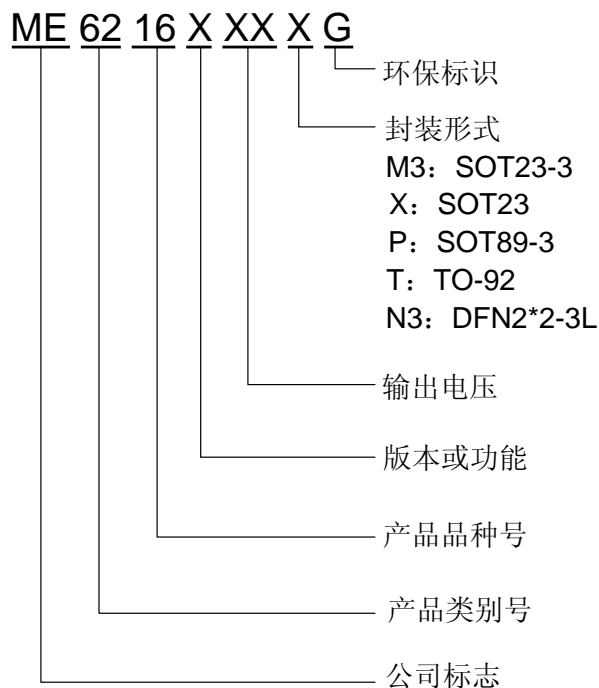 ME 62 16 X XX X G
环保标识
封装形式
M3：SOT23-3
X：SOT23
P：SOT89-3
T：TO-92
N3：DFN2*2-3L
输出电压
版本或功能
产品品种号
产品类别号
公司标志